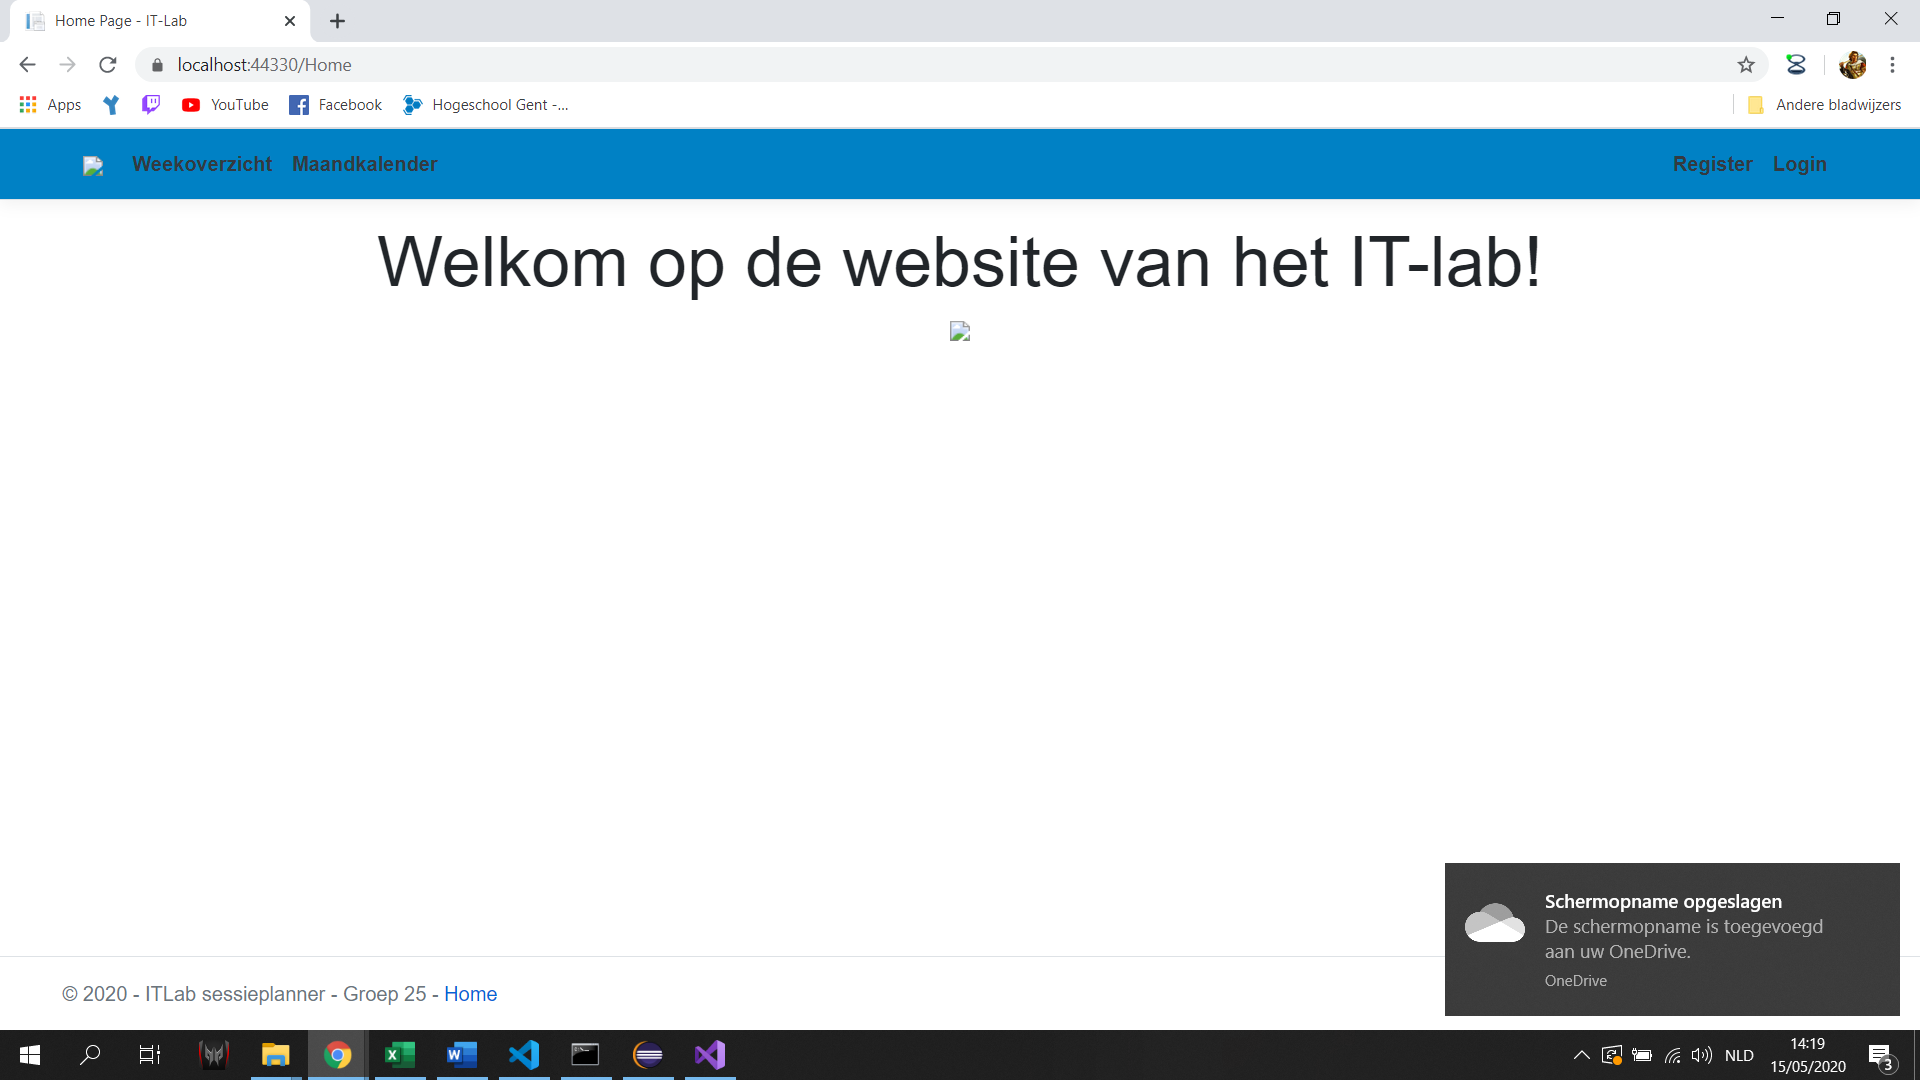 Home Page - IT-Lab
localhost:44330/Home
Apps
YouTube
Facebook
Hogeschool Gent -...
Andere bladwijzers
Weekoverzicht Maandkalender
Register Login
Welkom op de website van het IT-lab!
Schermopname opgeslagen
De schermopname is toegevoegd
aan uw OneDrive.
OneDrive
© 2020 - ITLab sessieplanner - Groep 25 - Home
NLD
14:19
15/05/2020
3